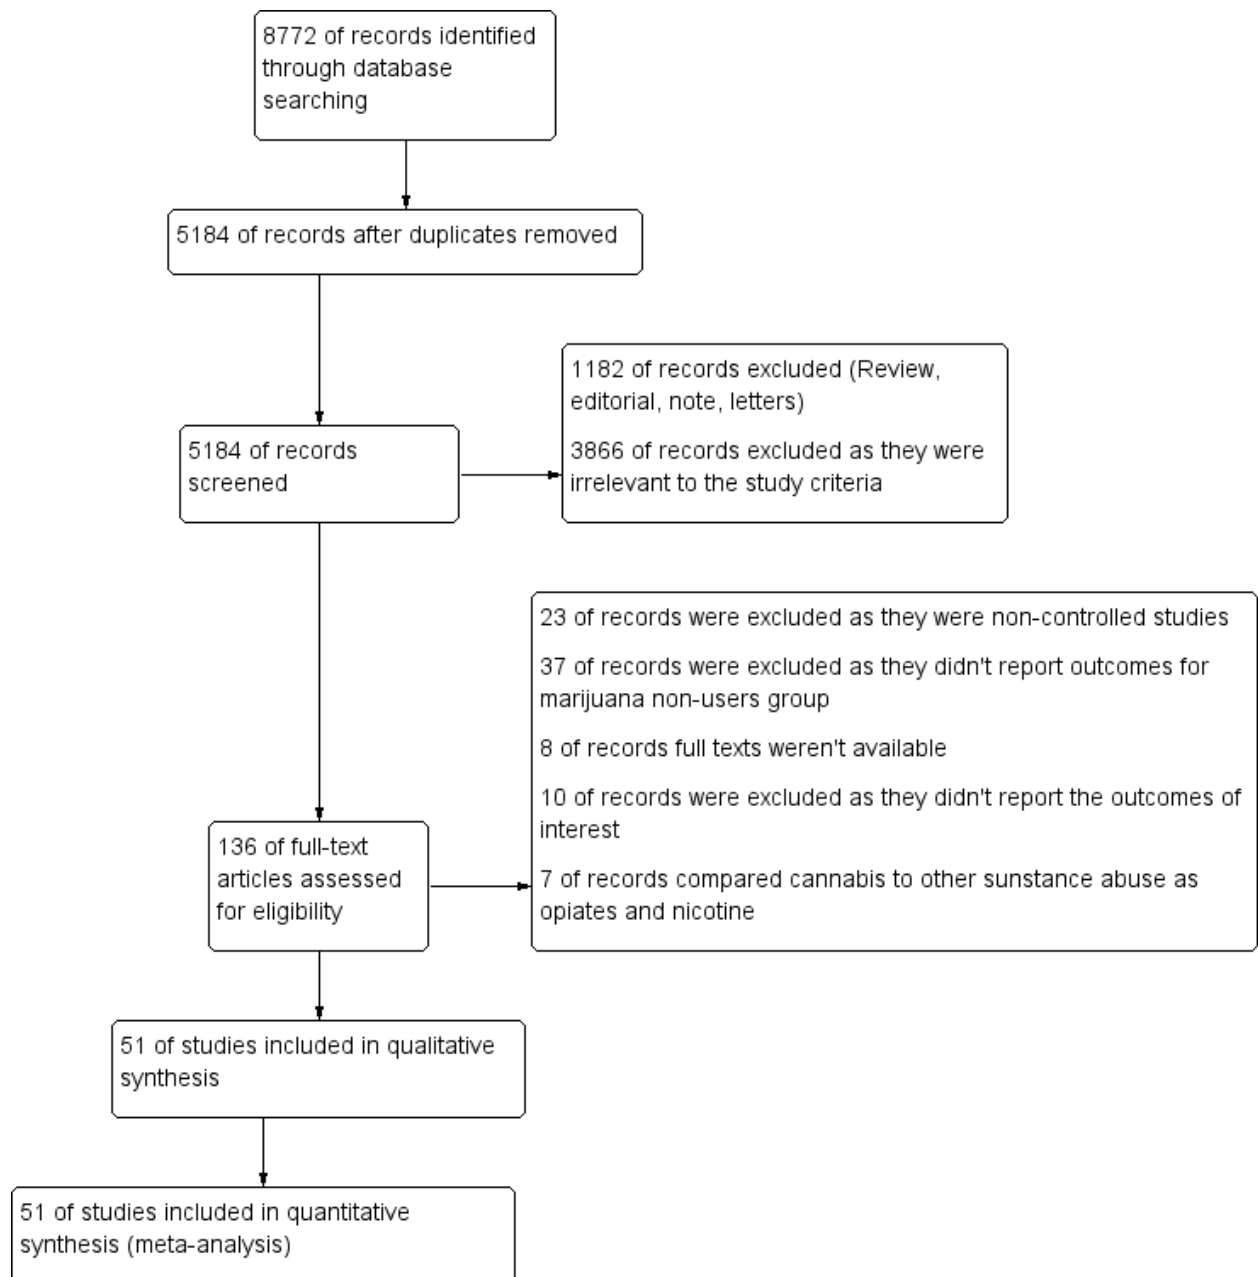 8772 of records identified
through database
searching
5184 of records after duplicates removed
1182 of records excluded (Review,
editorial, note, letters)
3866 of records excluded as they were
irrelevant to the study criteria
5184 of records
screened
23 of records were excluded as they were non-controlled studies
37 of records were excluded as they didn't report outcomes for
marijuana non-users group
8 of records full texts weren't available
10 of records were excluded as they didn't report the outcomes of
interest
7 of records compared cannabis to other sunstance abuse as
opiates and nicotine
136 of full-text
articles assessed
for eligibility
51 of studies included in qualitative
synthesis
51 of studies included in quantitative
synthesis (meta-analysis)